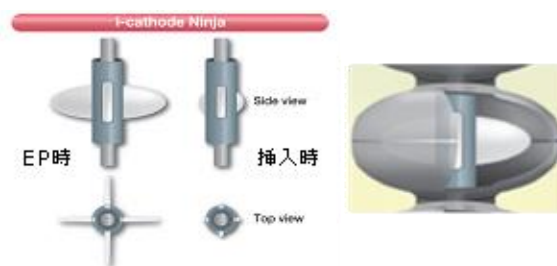 i-cathode Ninja
Side view
EP時
挿入時
Top view